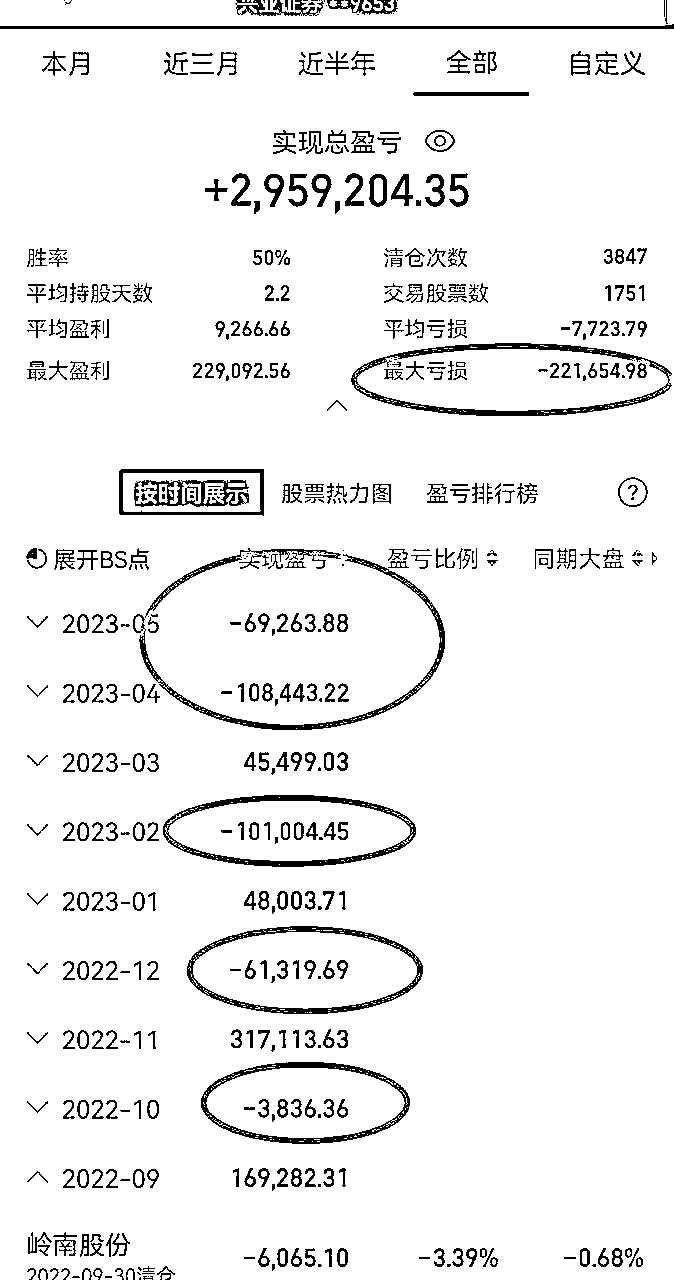 兴业证券 **9853
本月 近三月 近半年 全部 自定义
实现总盈亏
+2,959,204.35
胜率 50% 清仓次数 3847
平均持股天数 2.2 交易股票数 1751
平均盈利 9,266.66 平均亏损 -7,723.79
最大盈利 229,092.56 最大亏损 -221,654.98
按时间展示 股票热力图 盈亏排行榜 ?
展开BS点 实现盈亏 盈亏比例 同期大盘
2023-05 -69,263.88
2023-04 -108,443.22
2023-03 45,499.03
2023-02 -101,004.45
2023-01 48,003.71
2022-12 -61,319.69
2022-11 317,113.63
2022-10 -3,836.36
2022-09 169,282.31
岭南股份 -6,065.10 -3.39% -0.68%
2022-09-30清仓